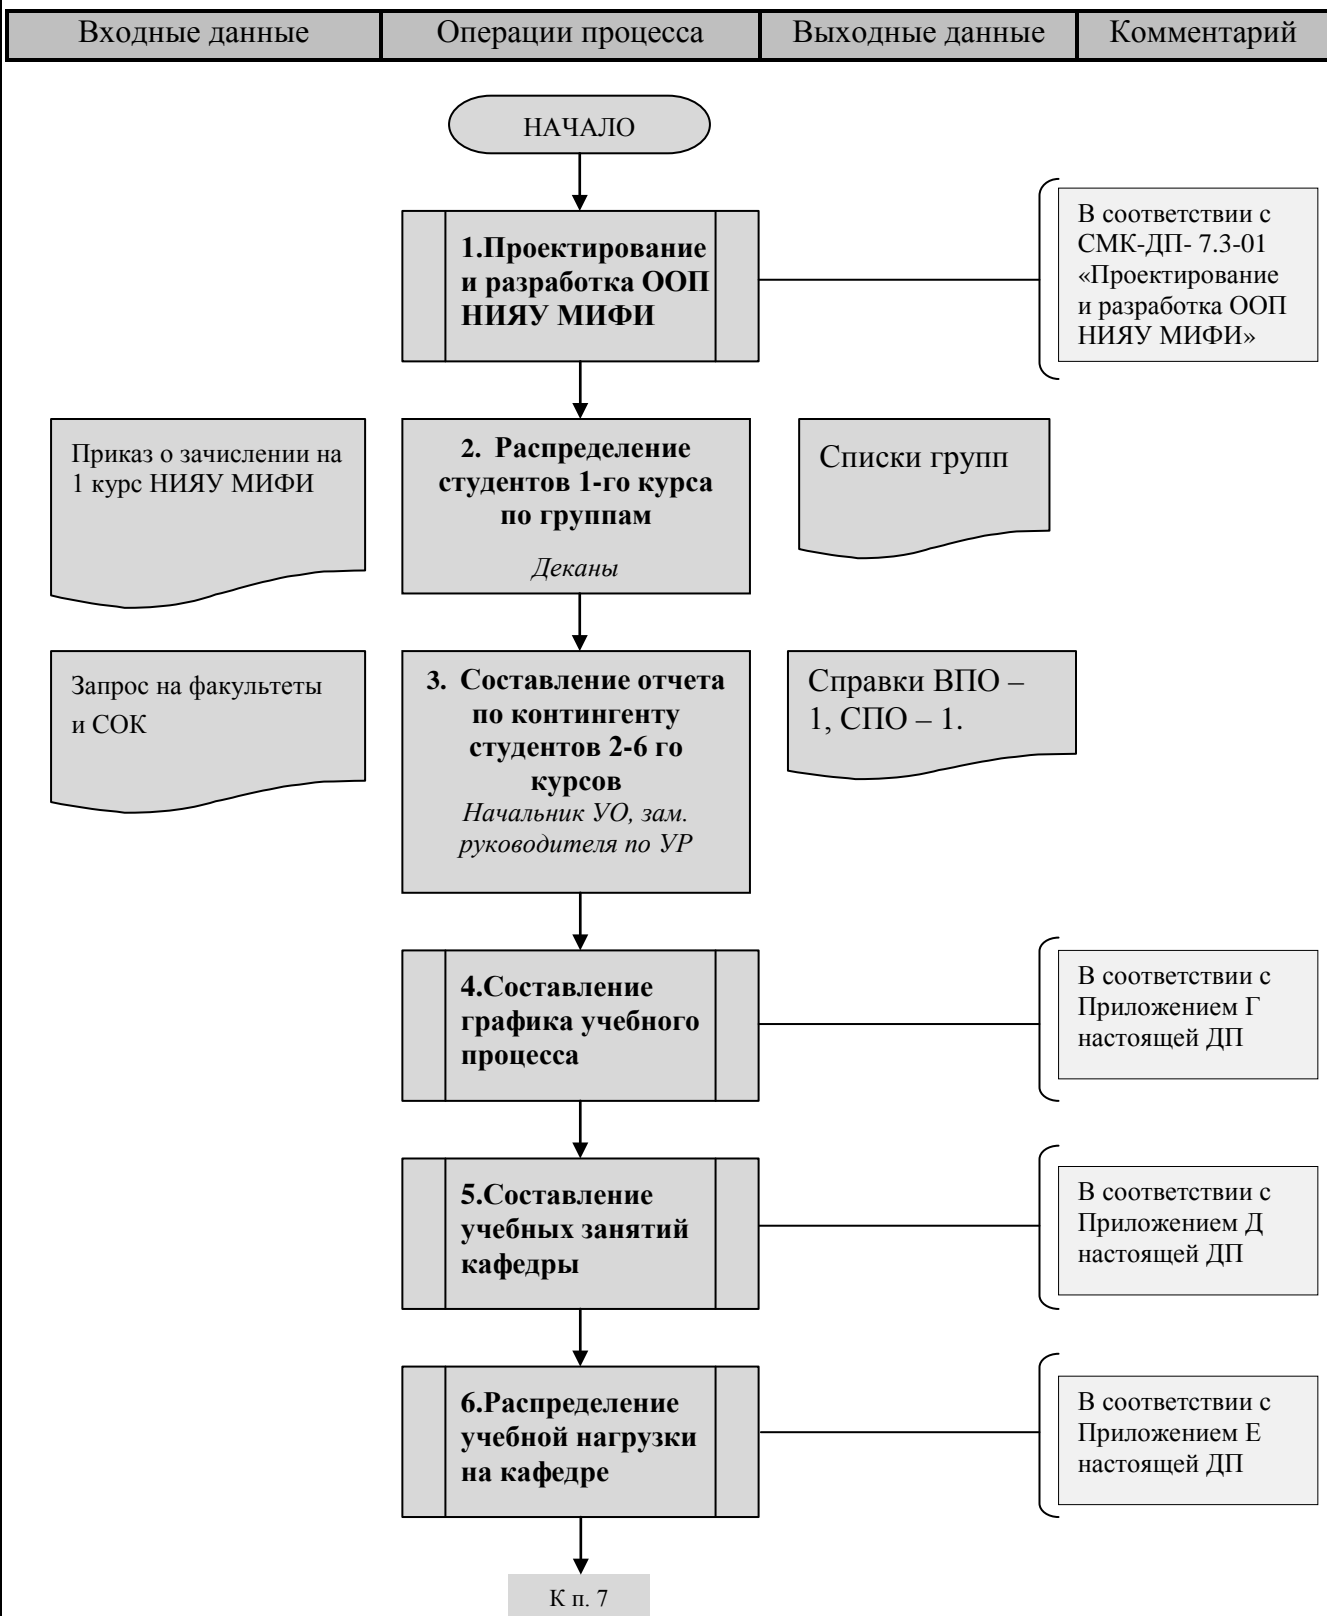 Входные данные
Операции процесса
Выходные данные
Комментарий
НАЧАЛО
1.Проектирование
и разработка ООП
НИЯУ МИФИ
В соответствии с
СМК-ДП- 7.3-01
«Проектирование
и разработка ООП
НИЯУ МИФИ»
Приказ о зачислении на
1 курс НИЯУ МИФИ
2. Распределение
студентов 1-го курса
по группам
Деканы
Списки групп
Запрос на факультеты
и СОК
3. Составление отчета
по контингенту
студентов 2-6 го
курсов
Начальник УО, зам.
руководителя по УР
Справки ВПО –
1, СПО – 1.
4.Составление
графика учебного
процесса
В соответствии с
Приложением Г
настоящей ДП
5.Составление
учебных занятий
кафедры
В соответствии с
Приложением Д
настоящей ДП
6.Распределение
учебной нагрузки
на кафедре
В соответствии с
Приложением Е
настоящей ДП
К п. 7